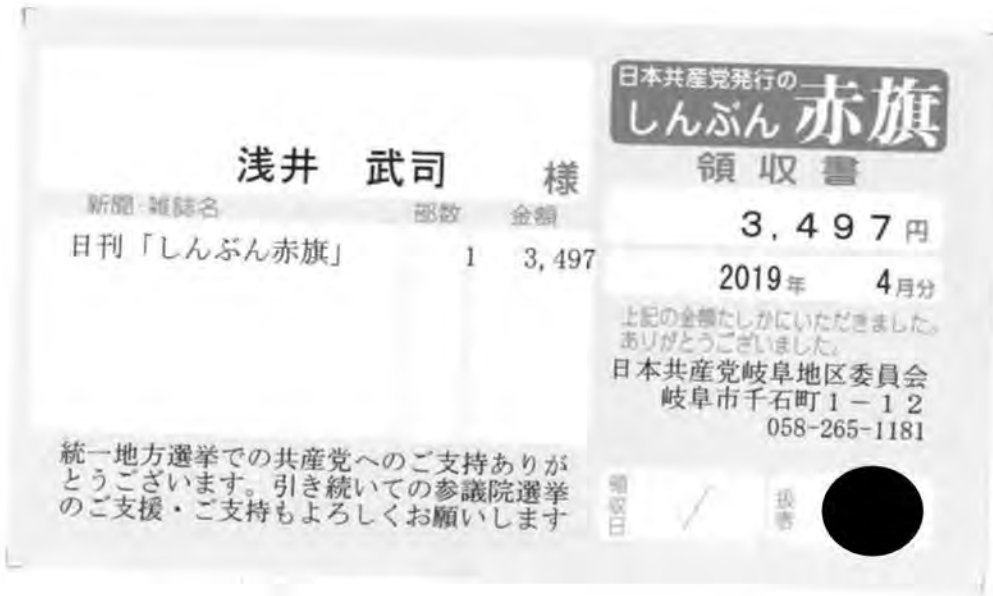 浅井 武司 様
新聞・雑誌名 部数 金額
日刊「しんぶん赤旗」 1 3,497
統一地方選挙での共産党へのご支持ありが
とうございます。引き続いての参議院選挙
のご支援・ご支持もよろしくお願いします
日本共産党発行の
しんぶん赤旗
領収書
3,497円
2019年 4月分
上記の金額たしかにいただきました。
ありがとうございました。
日本共産党岐阜地区委員会
岐阜市千石町1-12
058-265-1181
領収日 / 扱者